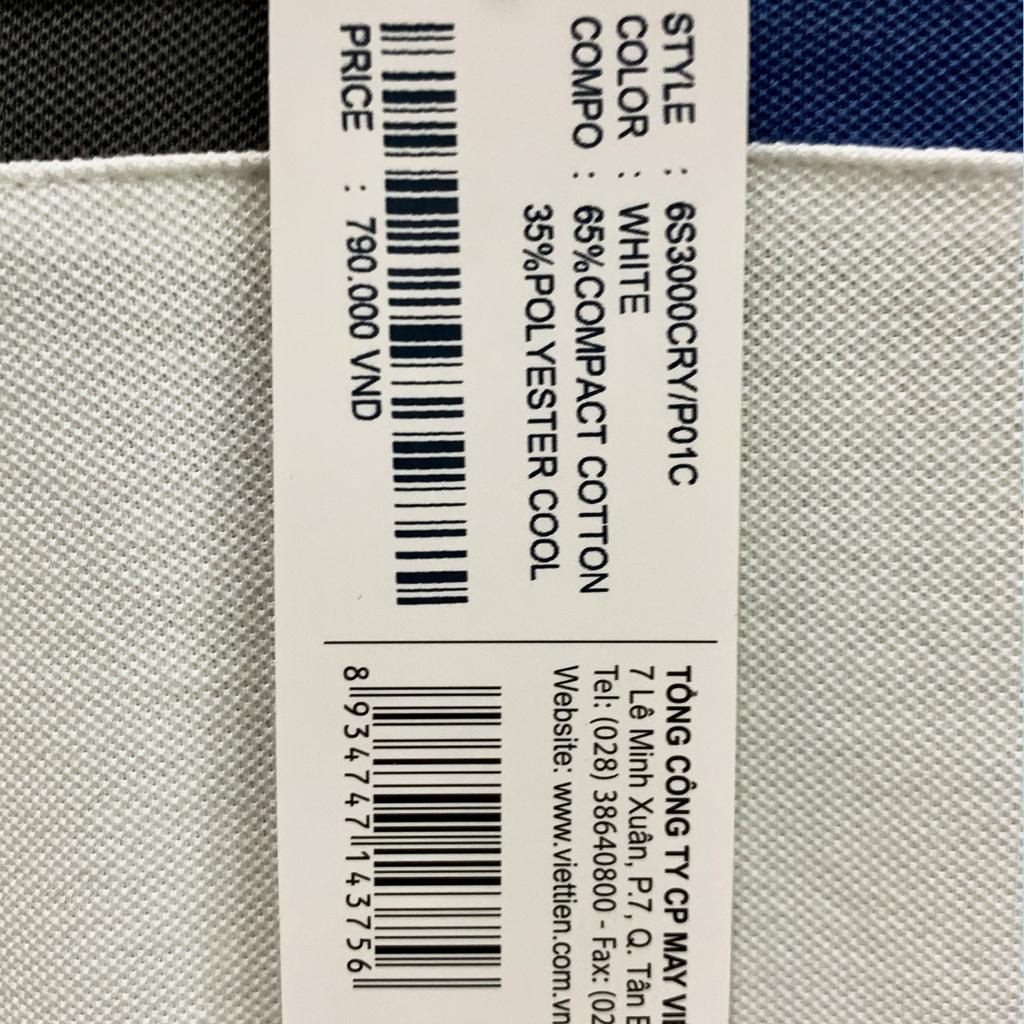 STYLE : 6S3000CRY/P01C
COLOR : WHITE
COMPO : 65%COMPACT COTTON
35%POLYESTER COOL
PRICE : 790.000 VND
TỔNG CÔNG TY CP MAY
7 Lê Minh Xuân, P.7, Q. Tân
Tel: (028) 38640800 - Fax: (02
Website: www.viettien.com.vn
8 934747 143756